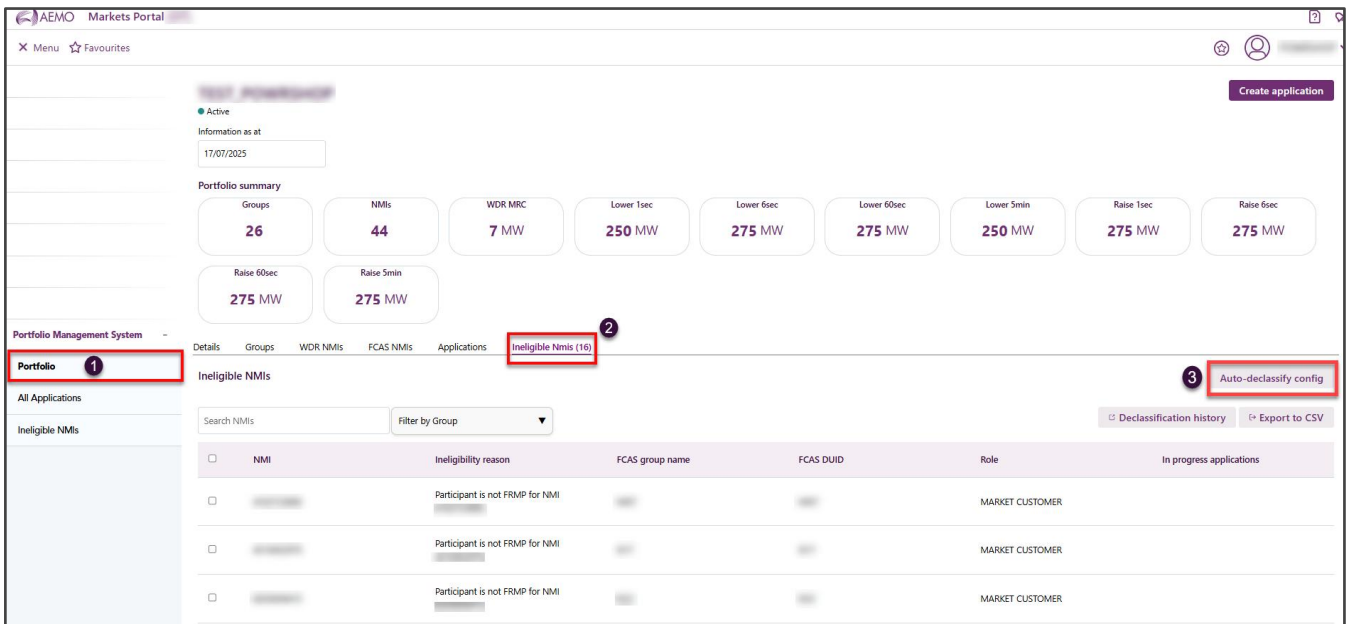 AEMO Markets Portal
Menu Favourites
Create application
Active
Information as at
17/07/2025
Portfolio summary
Groups NMIs WDR MRC Lower 1sec Lower 6sec Lower 60sec Lower 5min Raise 1sec Raise 6sec
26 44 7 MW 250 MW 275 MW 275 MW 250 MW 275 MW 275 MW
Raise 60sec Raise 5min
275 MW 275 MW
2
Portfolio Management System -
Details Groups WDR NMIs FCAS NMIs Applications Ineligible Nmis (16)
Portfolio 1
Ineligible NMIs
3 Auto-declassify config
All Applications
Search NMIs Filter by Group Declassification history Export to CSV
Ineligible NMIs
NMI Ineligibility reason FCAS group name FCAS DUID Role In progress applications
Participant is not FRMP for NMI
MARKET CUSTOMER
Participant is not FRMP for NMI
MARKET CUSTOMER
Participant is not FRMP for NMI
MARKET CUSTOMER